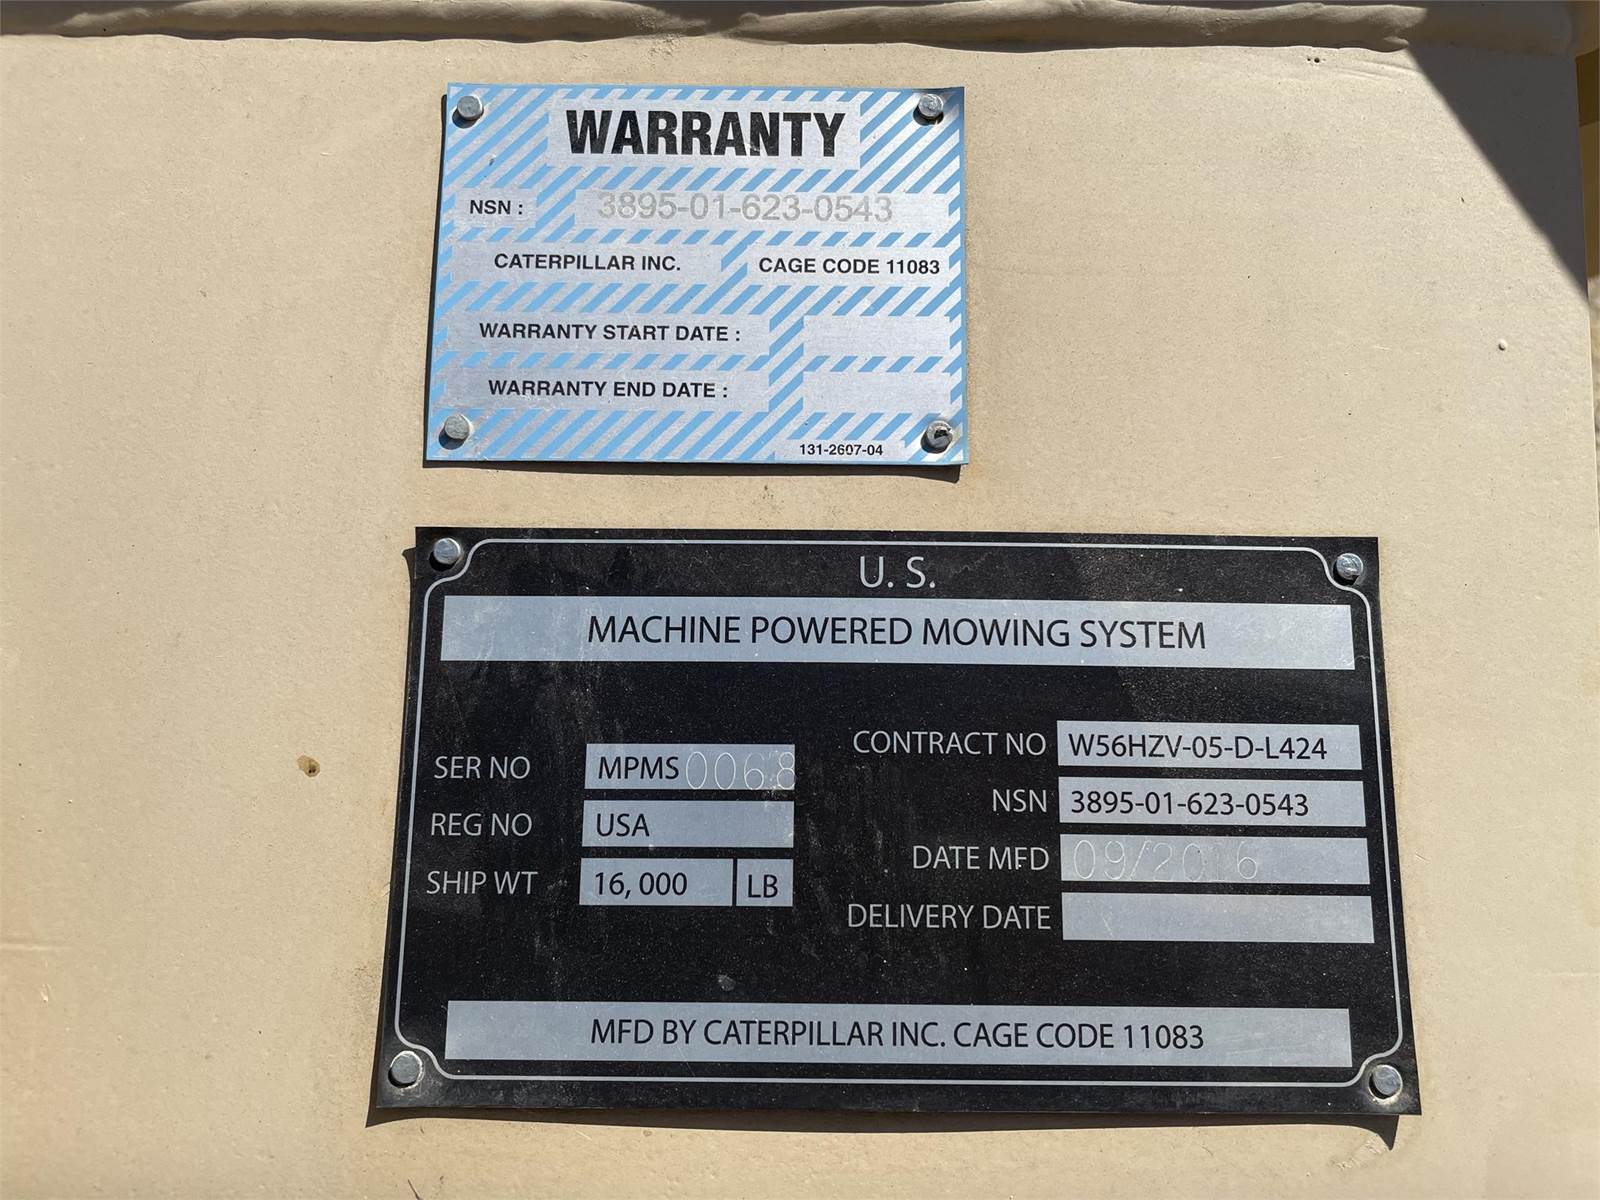 WARRANTY
NSN : 3895-01-623-0543
CATERPILLAR INC. CAGE CODE 11083
WARRANTY START DATE :
WARRANTY END DATE :
131-2607-04
U. S.
MACHINE POWERED MOWING SYSTEM
SER NO MPMS 0068
REG NO USA
SHIP WT 16, 000 LB
CONTRACT NO W56HZV-05-D-L424
NSN 3895-01-623-0543
DATE MFD 09/2016
DELIVERY DATE
MFD BY CATERPILLAR INC. CAGE CODE 11083